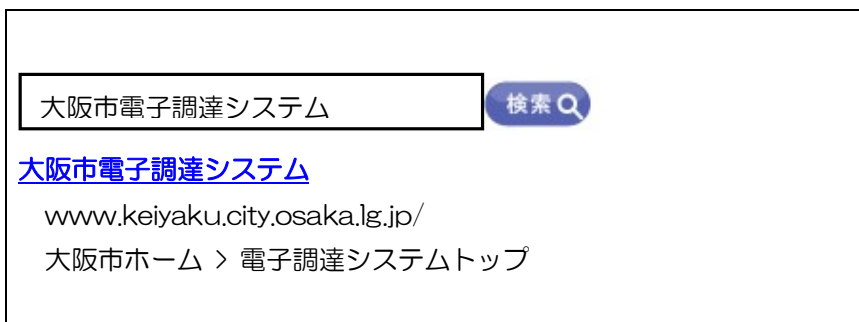 大阪市電子調達システム 検索
大阪市電子調達システム
www.keiyaku.city.osaka.lg.jp/
大阪市ホーム > 電子調達システムトップ